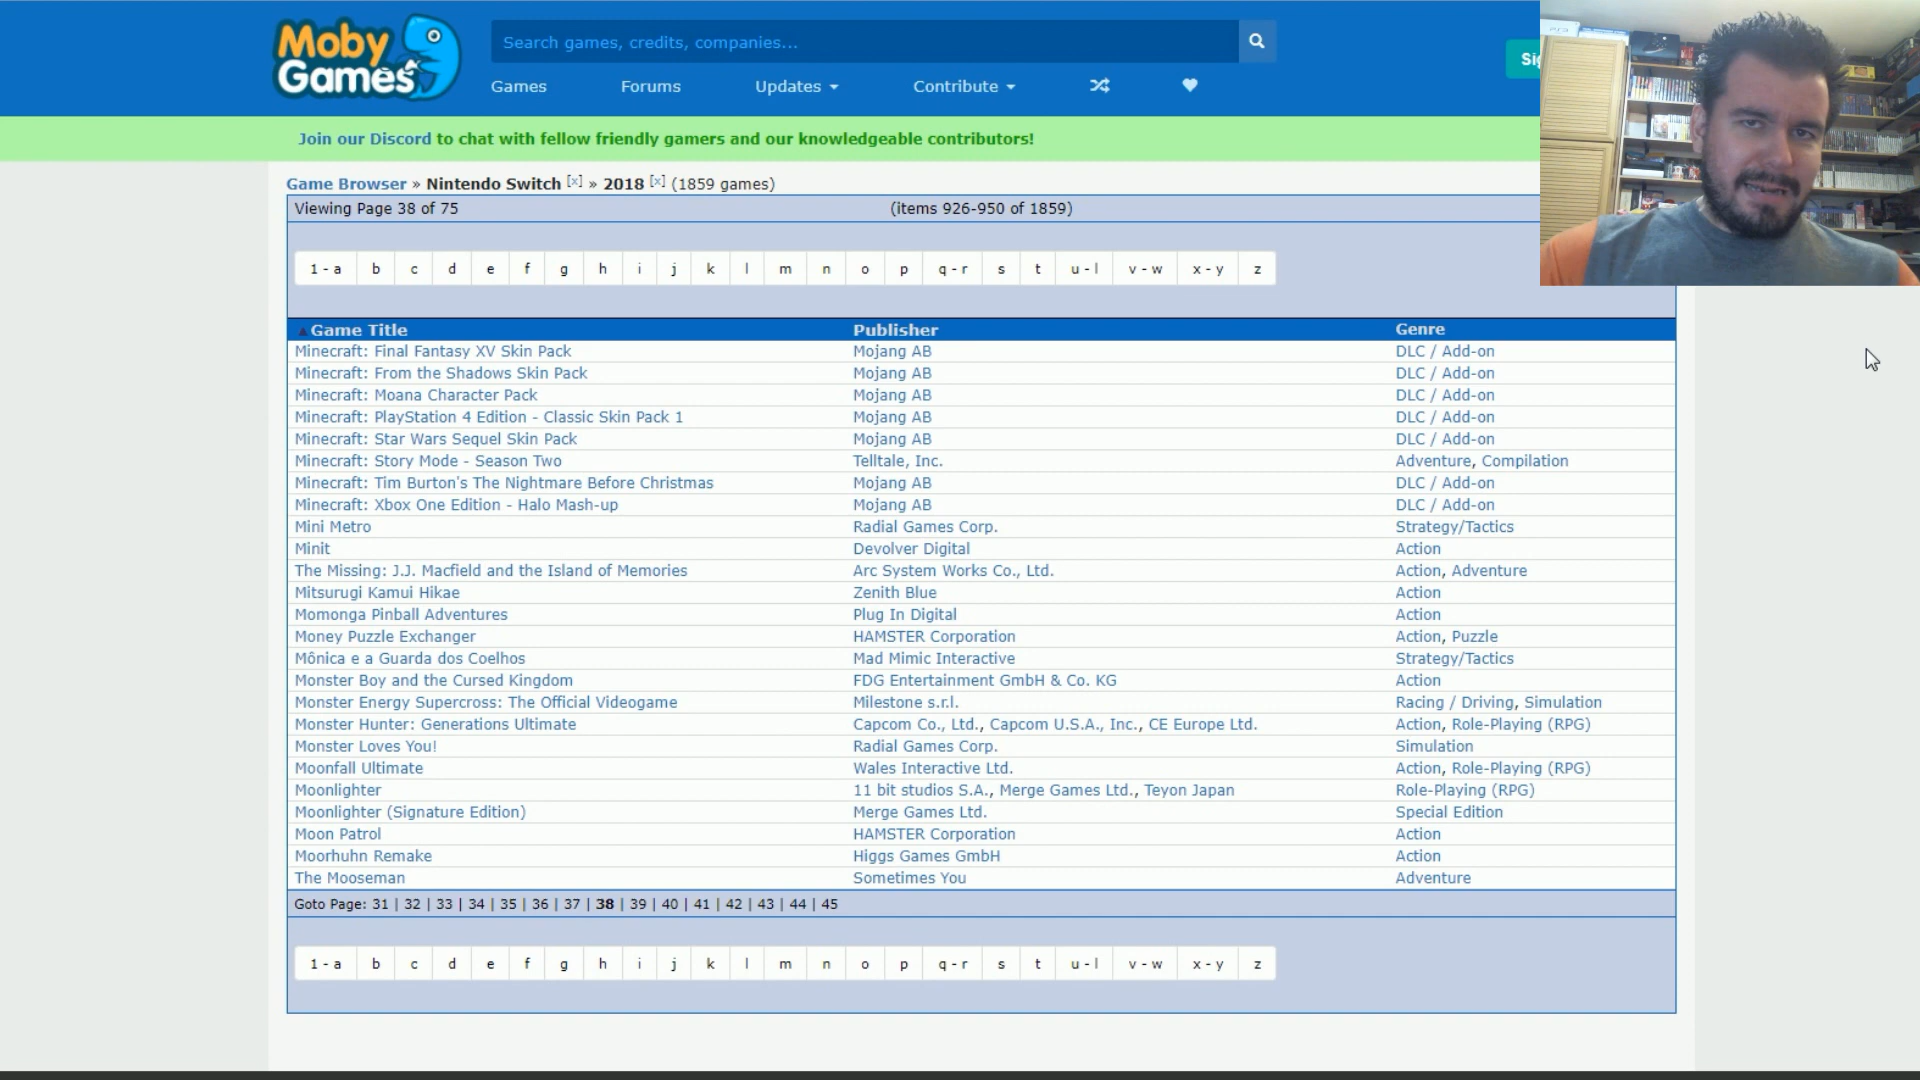 Moby
Games
Search games, credits, companies...
Games Forums Updates Contribute
Join our Discord to chat with fellow friendly gamers and our knowledgeable contributors!
Game Browser » Nintendo Switch [x] » 2018 [x] (1859 games)
Viewing Page 38 of 75 (items 926-950 of 1859)
1 - a b c d e f g h i j k l m n o p q - r s t u - l v - w x - y z
Game Title Publisher Genre
Minecraft: Final Fantasy XV Skin Pack Mojang AB DLC / Add-on
Minecraft: From the Shadows Skin Pack Mojang AB DLC / Add-on
Minecraft: Moana Character Pack Mojang AB DLC / Add-on
Minecraft: PlayStation 4 Edition - Classic Skin Pack 1 Mojang AB DLC / Add-on
Minecraft: Star Wars Sequel Skin Pack Mojang AB DLC / Add-on
Minecraft: Story Mode - Season Two Telltale, Inc. Adventure, Compilation
Minecraft: Tim Burton's The Nightmare Before Christmas Mojang AB DLC / Add-on
Minecraft: Xbox One Edition - Halo Mash-up Mojang AB DLC / Add-on
Mini Metro Radial Games Corp. Strategy/Tactics
Minit Devolver Digital Action
The Missing: J.J. Macfield and the Island of Memories Arc System Works Co., Ltd. Action, Adventure
Mitsurugi Kamui Hikae Zenith Blue Action
Momonga Pinball Adventures Plug In Digital Action
Money Puzzle Exchanger HAMSTER Corporation Action, Puzzle
Mônica e a Guarda dos Coelhos Mad Mimic Interactive Strategy/Tactics
Monster Boy and the Cursed Kingdom FDG Entertainment GmbH & Co. KG Action
Monster Energy Supercross: The Official Videogame Milestone s.r.l. Racing / Driving, Simulation
Monster Hunter: Generations Ultimate Capcom Co., Ltd., Capcom U.S.A., Inc., CE Europe Ltd. Action, Role-Playing (RPG)
Monster Loves You! Radial Games Corp. Simulation
Moonfall Ultimate Wales Interactive Ltd. Action, Role-Playing (RPG)
Moonlighter 11 bit studios S.A., Merge Games Ltd., Teyon Japan Role-Playing (RPG)
Moonlighter (Signature Edition) Merge Games Ltd. Special Edition
Moon Patrol HAMSTER Corporation Action
Moorhuhn Remake Higgs Games GmbH Action
The Mooseman Sometimes You Adventure
Goto Page: 31 | 32 | 33 | 34 | 35 | 36 | 37 | 38 | 39 | 40 | 41 | 42 | 43 | 44 | 45
1 - a b c d e f g h i j k l m n o p q - r s t u - l v - w x - y z